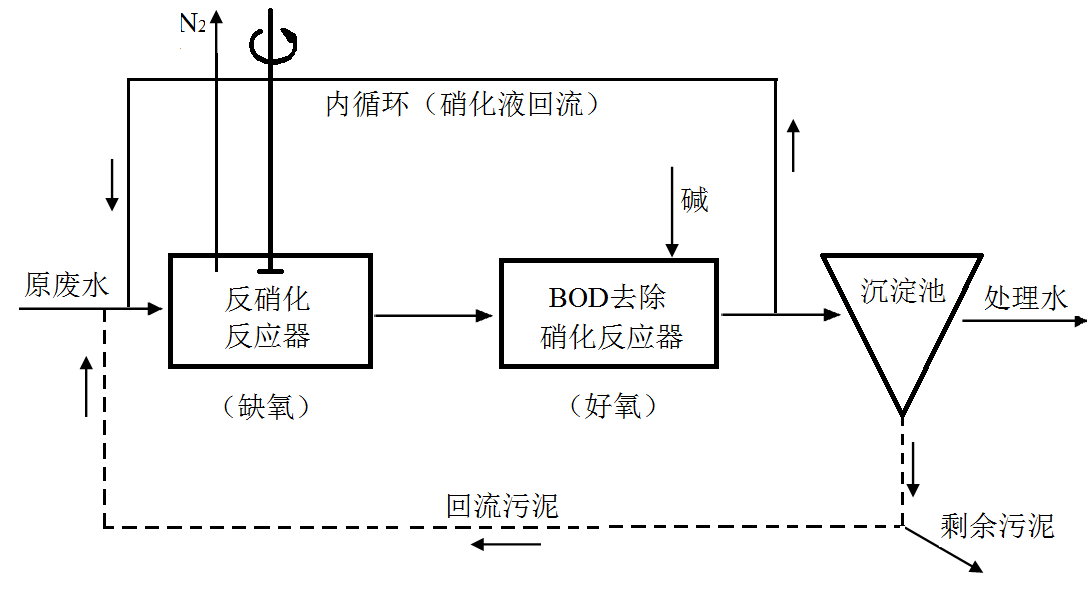 N2
内循环（硝化液回流）
碱
原废水
反硝化
反应器
BOD去除
硝化反应器
沉淀池
处理水
（缺氧）
（好氧）
回流污泥
剩余污泥